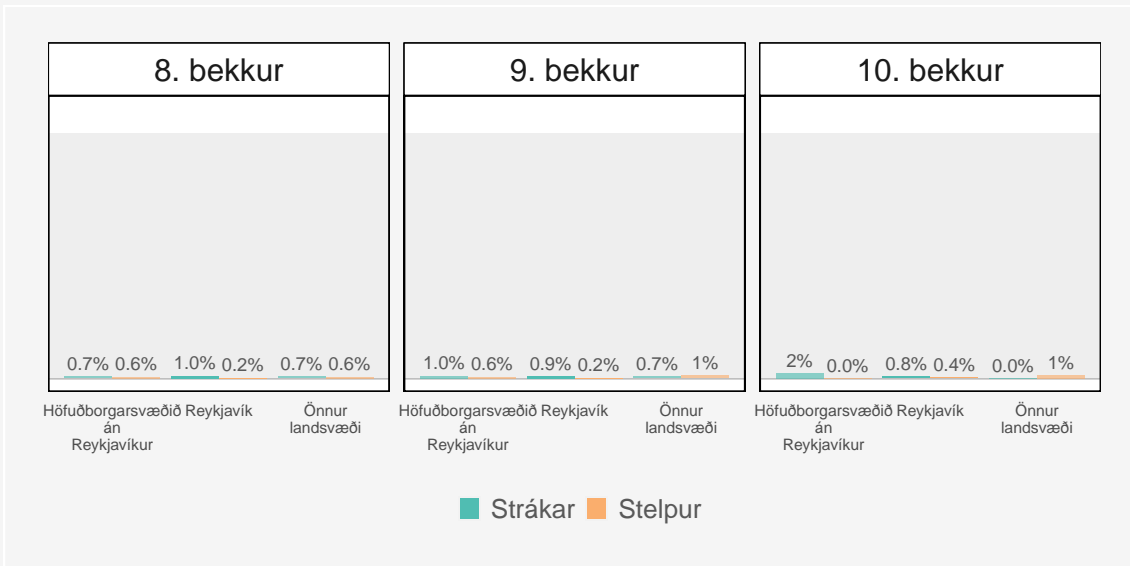 8. bekkur
9. bekkur
10. bekkur
0.7% 0.6% 1.0% 0.2% 0.7% 0.6%
1.0% 0.6% 0.9% 0.2% 0.7% 1%
2% 0.0% 0.8% 0.4% 0.0% 1%
Höfuðborgarsvæðið Reykjavík Önnur
án landsvæði
Reykjavíkur
Höfuðborgarsvæðið Reykjavík Önnur
án landsvæði
Reykjavíkur
Höfuðborgarsvæðið Reykjavík Önnur
án landsvæði
Reykjavíkur
Strákar Stelpur